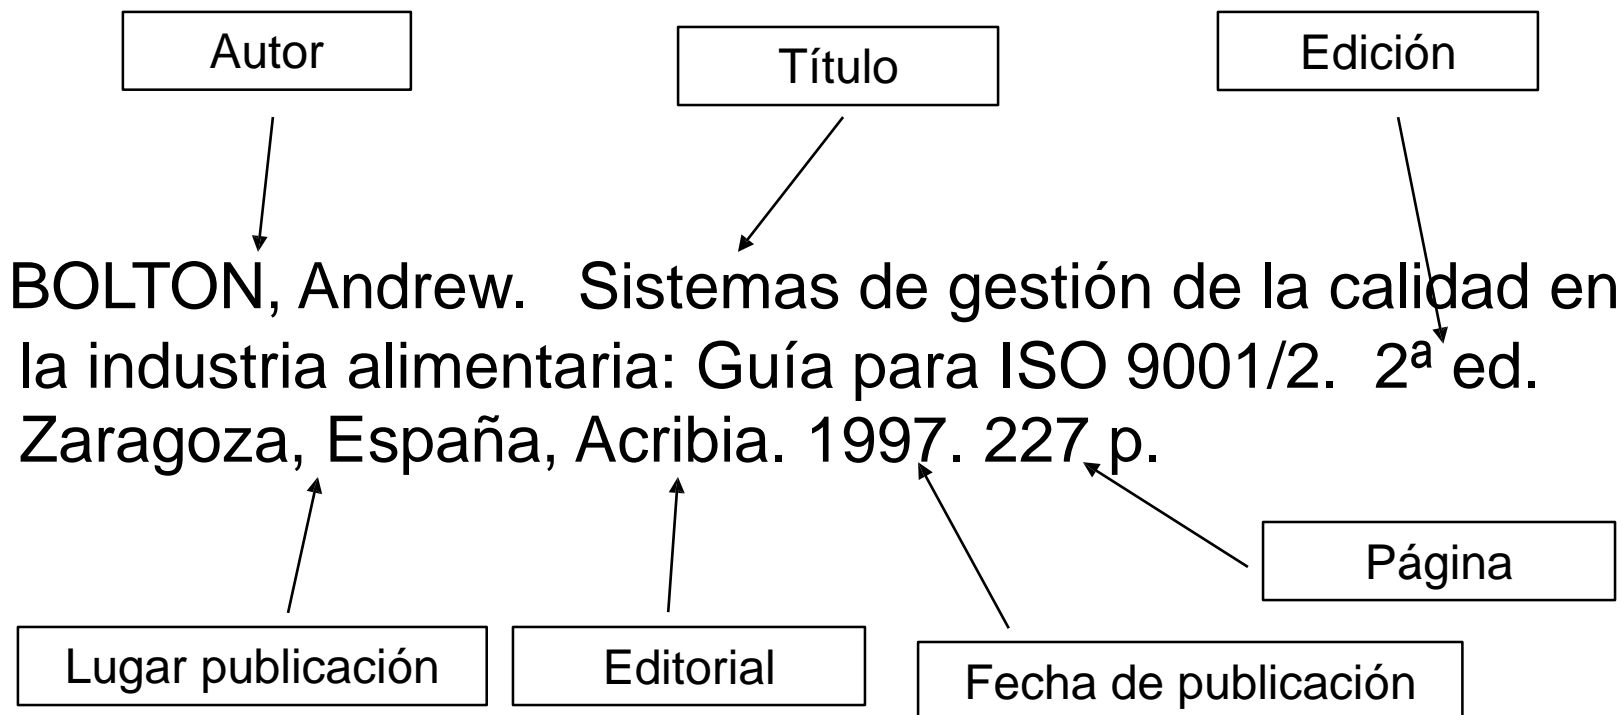 Autor
Título
Edición
BOLTON, Andrew. Sistemas de gestión de la calidad en
la industria alimentaria: Guía para ISO 9001/2. 2ª ed.
Zaragoza, España, Acribia. 1997. 227 p.
Página
Lugar publicación
Editorial
Fecha de publicación